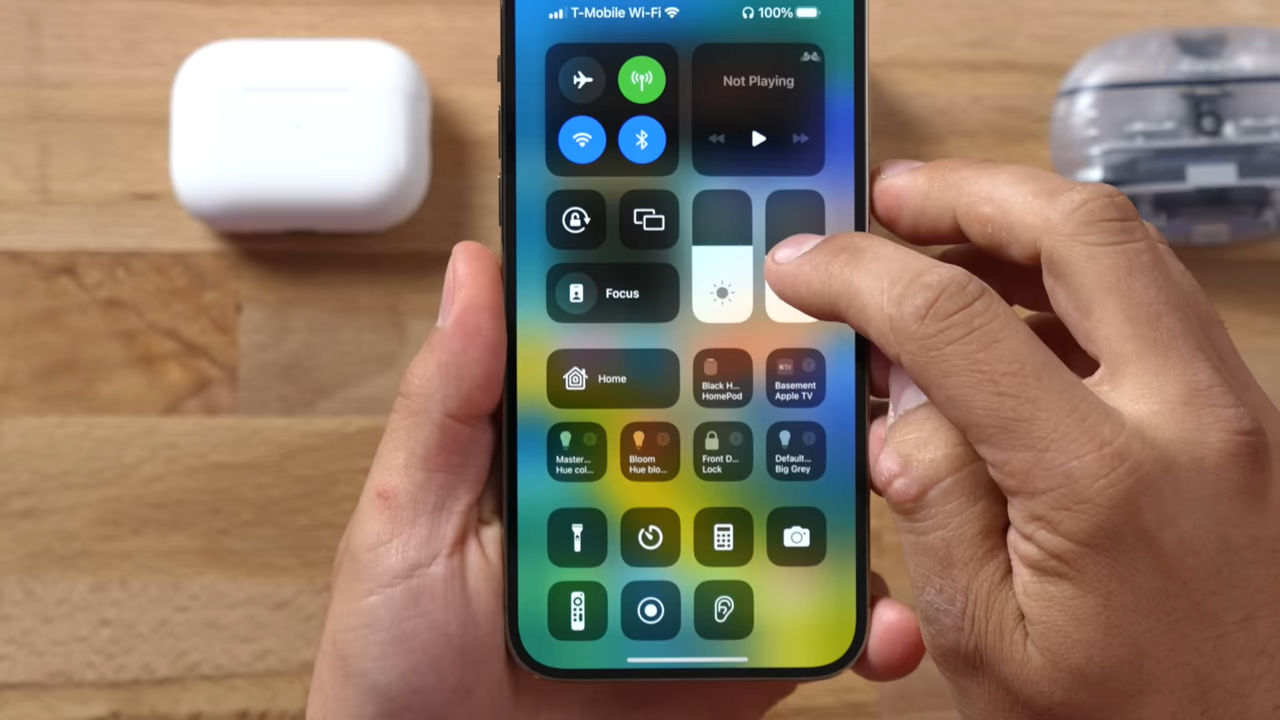 T-Mobile Wi-Fi
100%
Not Playing
Focus
Home
Black H...
HomePod
tv
Basement
Apple TV
Master...
Hue col...
Bloom
Hue blo...
Front D...
Lock
Default...
Big Grey